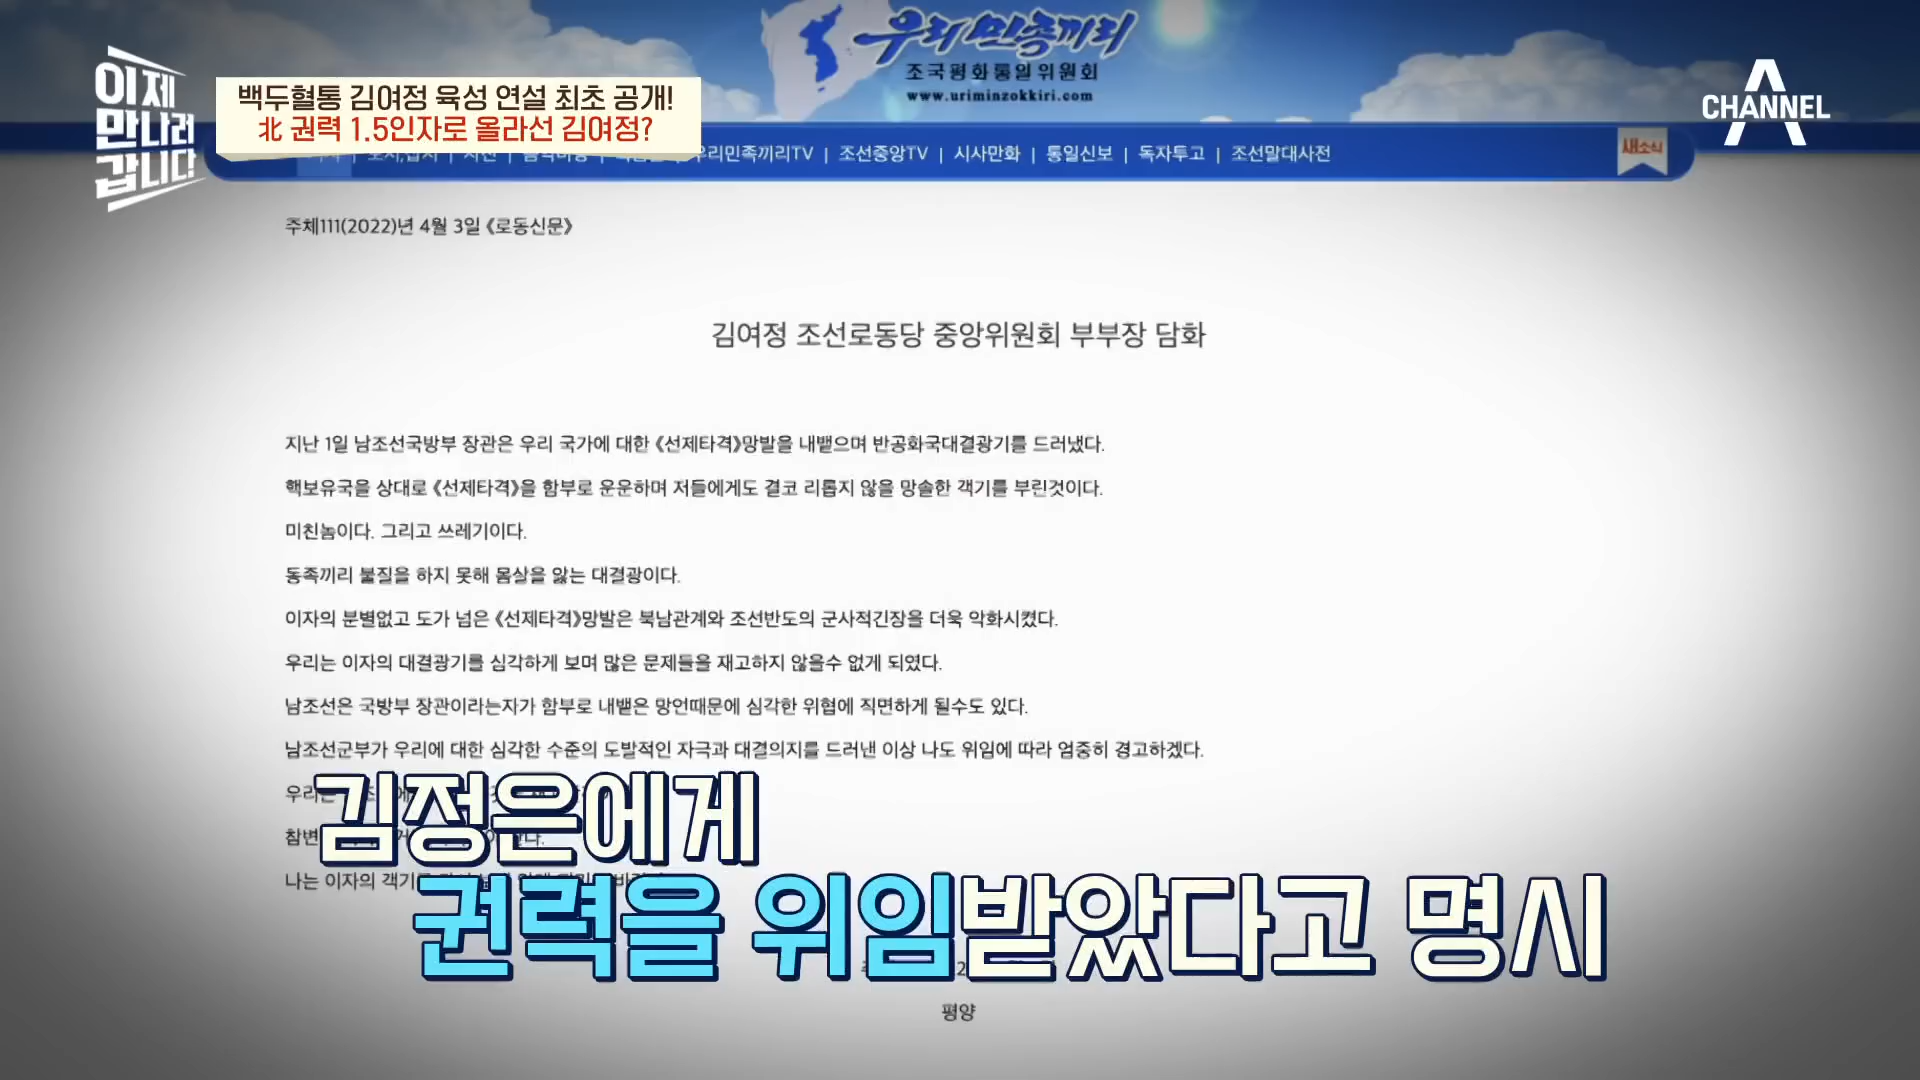 우리민족끼리
조국평화통일위원회
www.uriminzokkiri.com
이제
만나러
갑니다
백두혈통 김여정 육성 연설 최초 공개!
北 권력 1.5인자로 올라선 김여정?
CHANNEL A
우리민족끼리TV | 조선중앙TV | 시사만화 | 통일신보 | 독자투고 | 조선말대사전
새소식
주체111(2022)년 4월 3일 《로동신문》
김여정 조선로동당 중앙위원회 부부장 담화
지난 1일 남조선국방부 장관은 우리 국가에 대한 《선제타격》망발을 내뱉으며 반공화국대결광기를 드러냈다.
핵보유국을 상대로 《선제타격》을 함부로 운운하며 저들에게도 결코 리롭지 않을 망솔한 객기를 부린것이다.
미친놈이다. 그리고 쓰레기이다.
동족끼리 불질을 하지 못해 몸살을 앓는 대결광이다.
이자의 분별없고 도가 넘은 《선제타격》망발은 북남관계와 조선반도의 군사적긴장을 더욱 악화시켰다.
우리는 이자의 대결광기를 심각하게 보며 많은 문제들을 재고하지 않을수 없게 되였다.
남조선은 국방부 장관이라는자가 함부로 내뱉은 망언때문에 심각한 위협에 직면하게 될수도 있다.
남조선군부가 우리에 대한 심각한 수준의 도발적인 자극과 대결의지를 드러낸 이상 나도 위임에 따라 엄중히 경고하겠다.
김정은에게
나는 이자의
권력을 위임받았다고 명시
평양